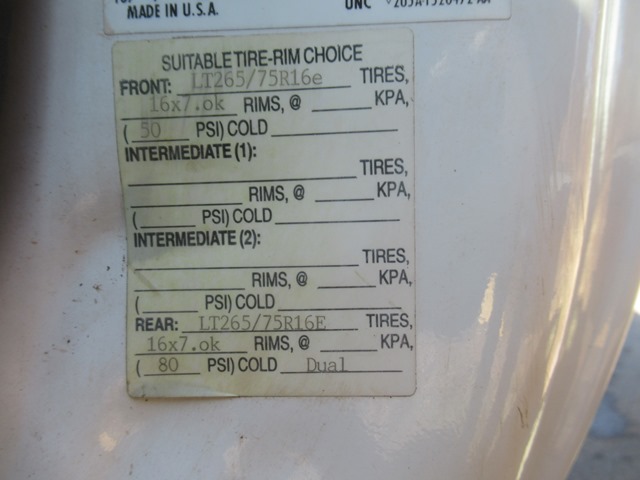 MADE IN U.S.A. UNC
SUITABLE TIRE-RIM CHOICE
FRONT: LT265/75R16e TIRES,
16x7.ok RIMS, @ KPA,
( 50 PSI) COLD
INTERMEDIATE (1):
TIRES,
RIMS, @ KPA,
( PSI) COLD
INTERMEDIATE (2):
TIRES,
RIMS, @ KPA,
( PSI) COLD
REAR: LT265/75R16E TIRES,
16x7.ok RIMS, @ KPA,
( 80 PSI) COLD Dual